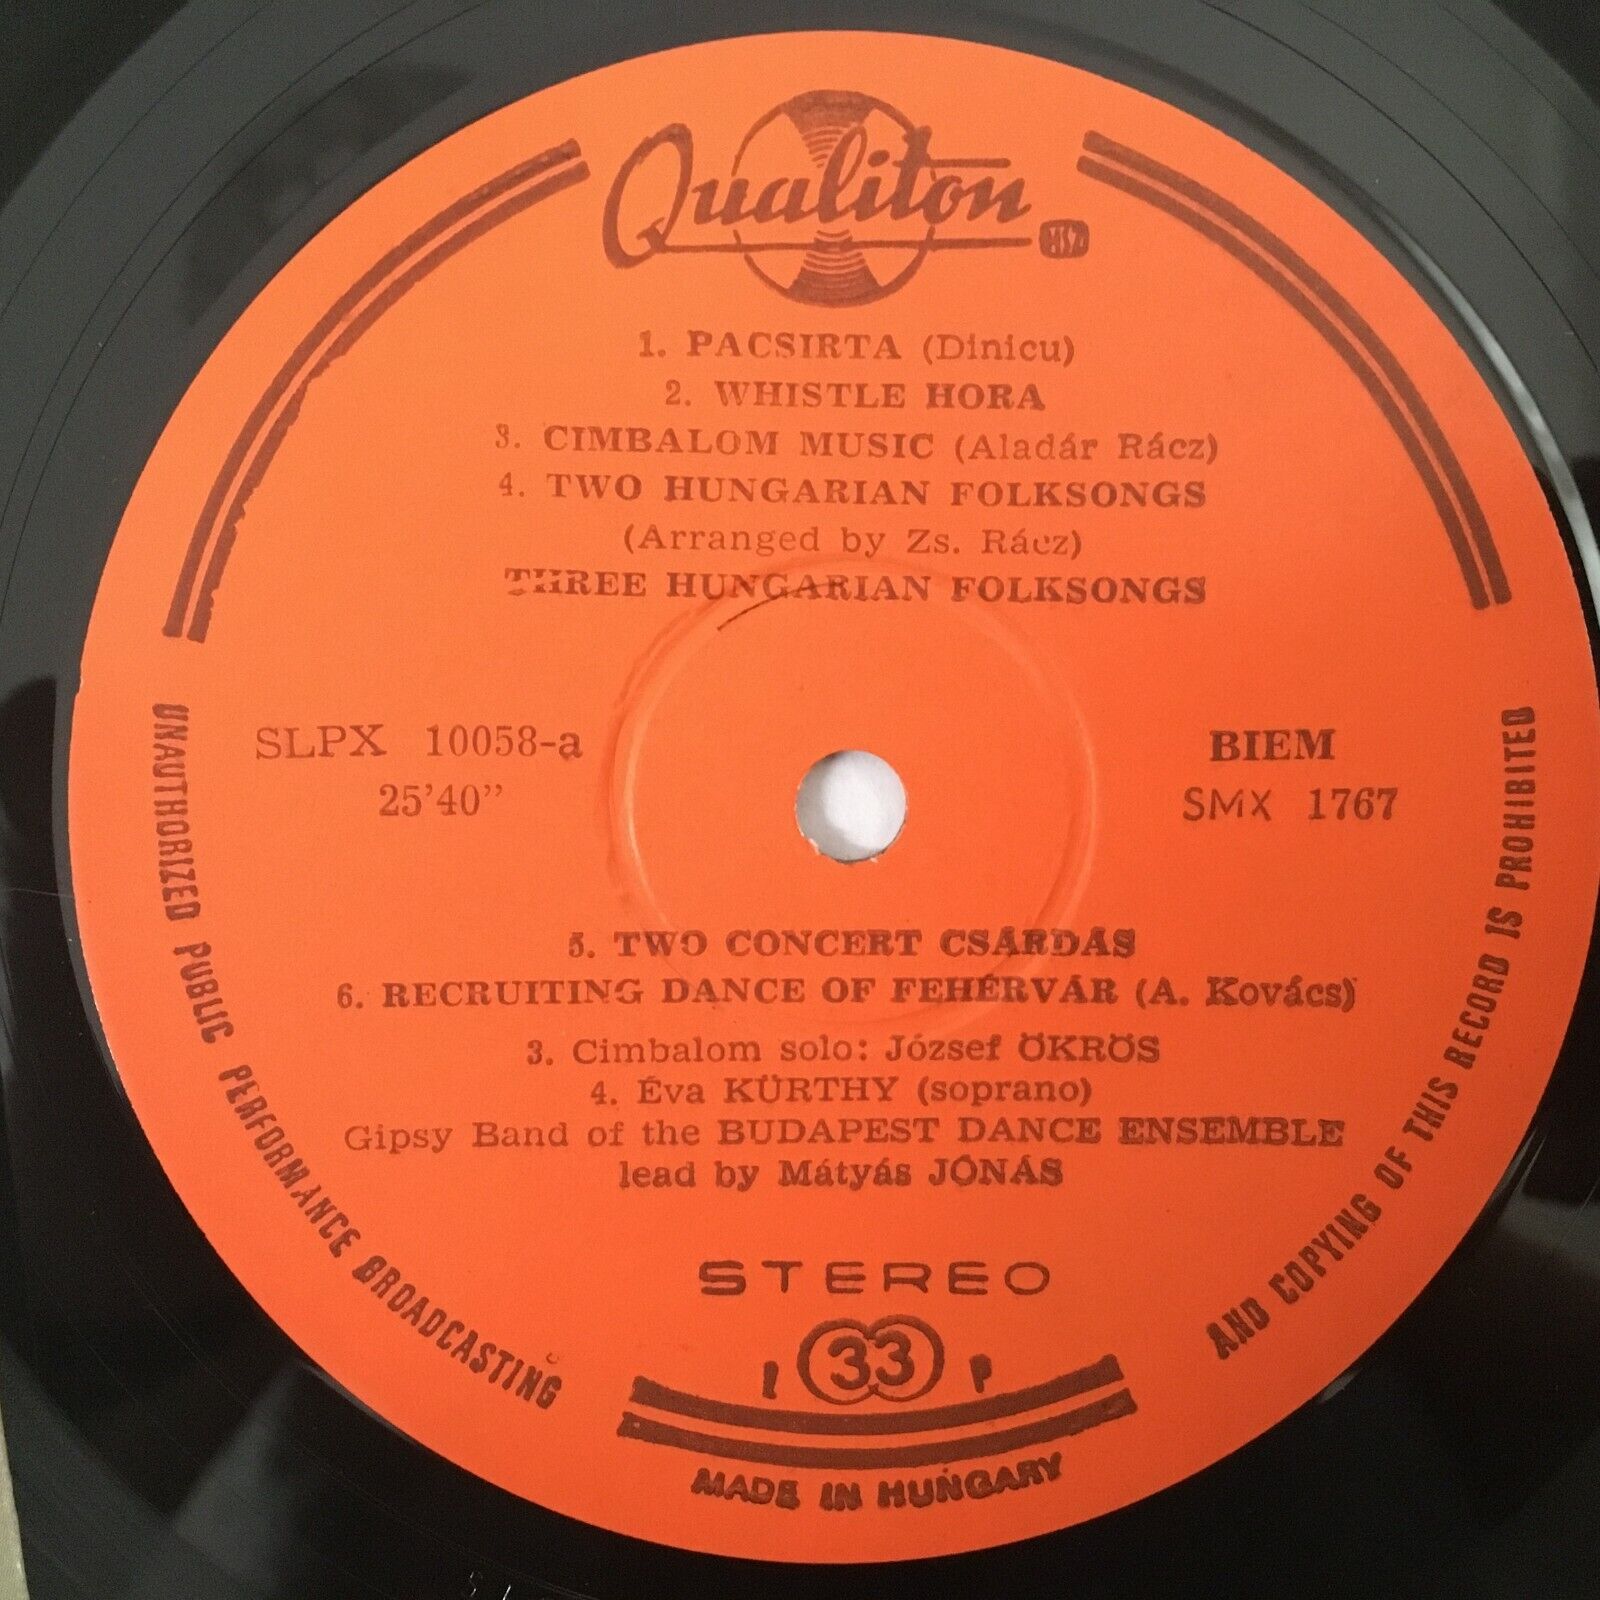 Qualiton
MSZ
1. PACSIRTA (Dinicu)
2. WHISTLE HORA
3. CIMBALOM MUSIC (Aladár Rácz)
4. TWO HUNGARIAN FOLKSONGS
(Arranged by Zs. Rácz)
THREE HUNGARIAN FOLKSONGS
SLPX 10058-a
25'40"
BIEM
SMX 1767
5. TWO CONCERT CSÁRDÁS
6. RECRUITING DANCE OF FEHÉRVÁR (A. Kovács)
3. Cimbalom solo: József ÖKRÖS
4. Éva KÜRTHY (soprano)
Gipsy Band of the BUDAPEST DANCE ENSEMBLE
lead by Mátyás JÓNÁS
STEREO
33
MADE IN HUNGARY
UNAUTHORIZED PUBLIC PERFORMANCE BROADCASTING
AND COPYING OF THIS RECORD IS PROHIBITED